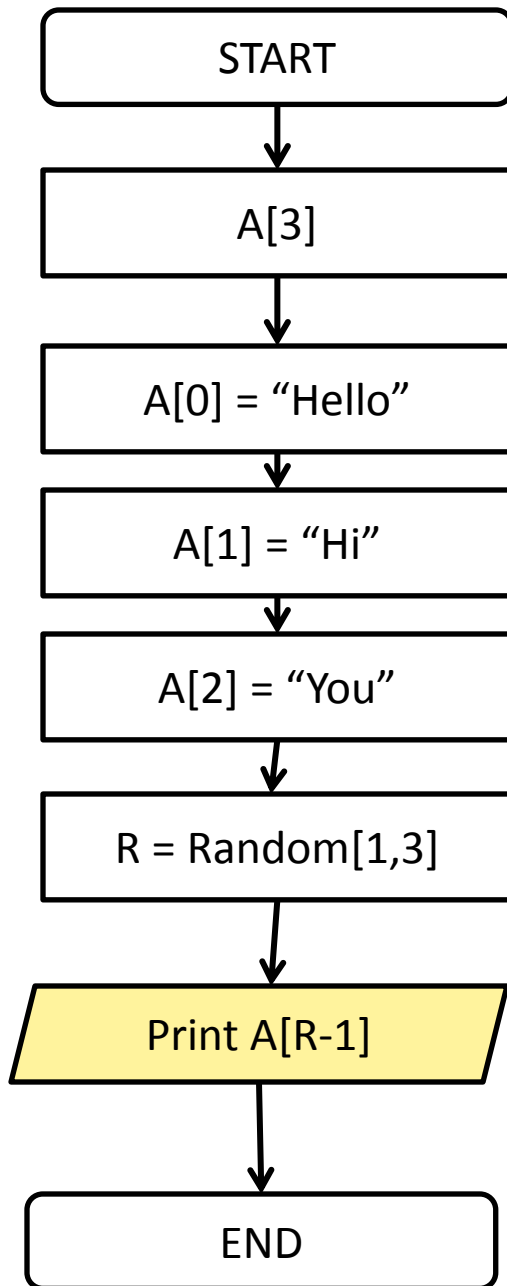 START
A[3]
A[0] = “Hello”
A[1] = “Hi”
A[2] = “You”
R = Random[1,3]
Print A[R-1]
END